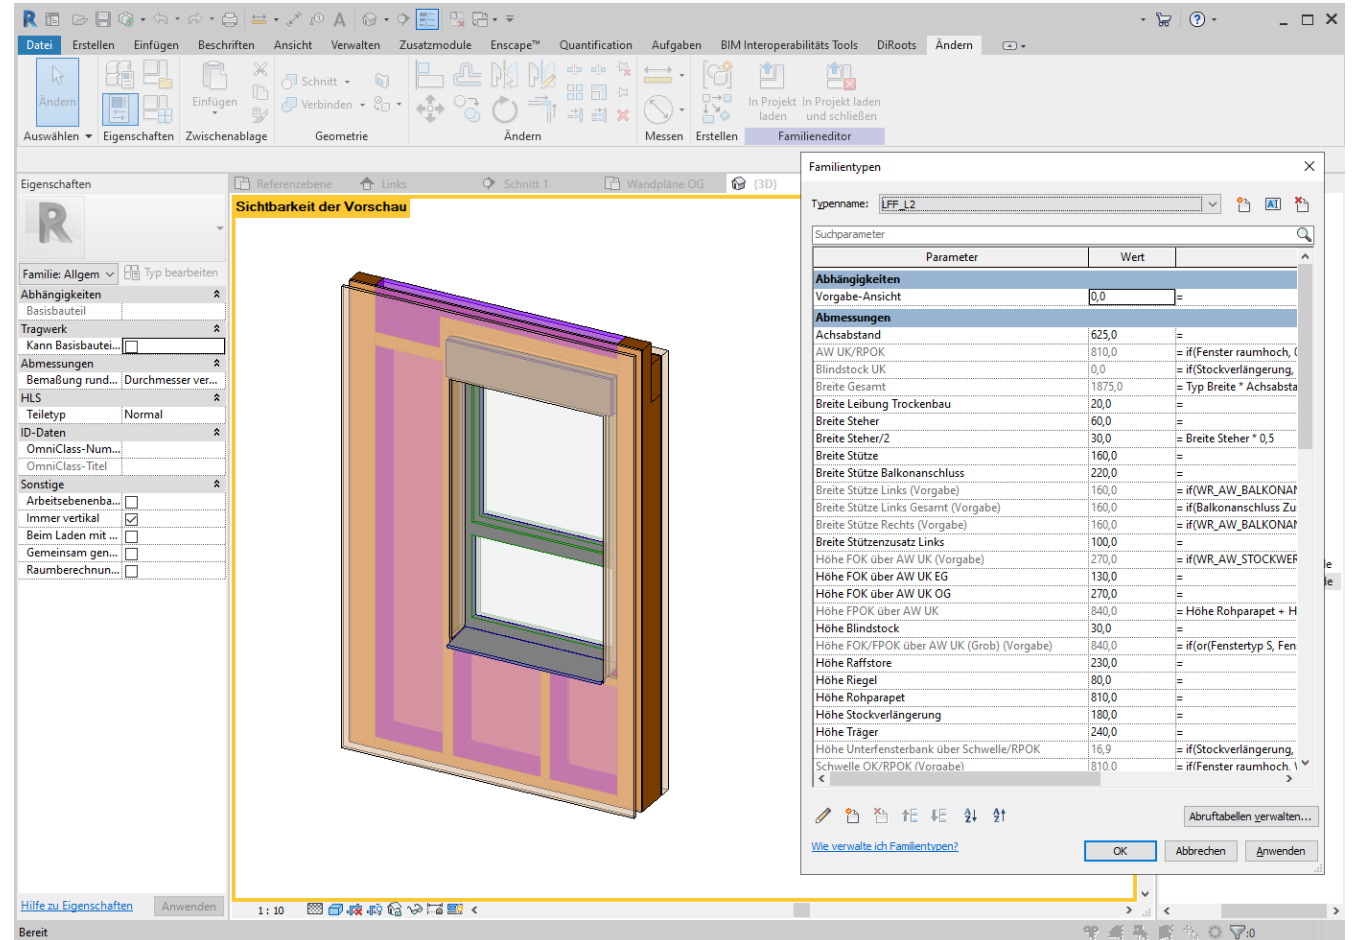 Datei Erstellen Einfügen Beschriften Ansicht Verwalten Zusatzmodule Enscape™ Quantification Aufgaben BIM Interoperabilitäts Tools DiRoots Ändern
Ändern
Einfügen
Schnitt
Verbinden
In Projekt laden
In Projekt laden und schließen
Auswählen Eigenschaften Zwischenablage Geometrie Ändern Messen Erstellen Familieneditor
Eigenschaften
Referenzebene Links Schnitt 1 Wandpläne OG {3D}
Sichtbarkeit der Vorschau
R
Familie: Allgem Typ bearbeiten
Abhängigkeiten
Basisbauteil
Tragwerk
Kann Basisbautei...
Abmessungen
Bemaßung rund... Durchmesser ver...
HLS
Teiletyp Normal
ID-Daten
OmniClass-Num...
OmniClass-Titel
Sonstige
Arbeitsebenenba...
Immer vertikal
Beim Laden mit ...
Gemeinsam gen...
Raumberechnun...
Hilfe zu Eigenschaften Anwenden
1 : 10
Bereit
:0
Familientypen
Typenname: LFF_L2
Suchparameter
Parameter Wert
Abhängigkeiten
Vorgabe-Ansicht 0,0 =
Abmessungen
Achsabstand 625,0 =
AW UK/RPOK 810,0 = if(Fenster raumhoch, 0
Blindstock UK 0,0 = if(Stockverlängerung,
Breite Gesamt 1875,0 = Typ Breite * Achsabsta
Breite Leibung Trockenbau 20,0 =
Breite Steher 60,0 =
Breite Steher/2 30,0 = Breite Steher * 0,5
Breite Stütze 160,0 =
Breite Stütze Balkonanschluss 220,0 =
Breite Stütze Links (Vorgabe) 160,0 = if(WR_AW_BALKONAN
Breite Stütze Links Gesamt (Vorgabe) 160,0 = if(Balkonanschluss Zus
Breite Stütze Rechts (Vorgabe) 160,0 = if(WR_AW_BALKONAN
Breite Stützenzusatz Links 100,0 =
Höhe FOK über AW UK (Vorgabe) 270,0 = if(WR_AW_STOCKWER
Höhe FOK über AW UK EG 130,0 =
Höhe FOK über AW UK OG 270,0 =
Höhe FPOK über AW UK 840,0 = Höhe Rohparapet + H
Höhe Blindstock 30,0 =
Höhe FOK/FPOK über AW UK (Grob) (Vorgabe) 840,0 = if(or(Fenstertyp S, Fen
Höhe Raffstore 230,0 =
Höhe Riegel 80,0 =
Höhe Rohparapet 810,0 =
Höhe Stockverlängerung 180,0 =
Höhe Träger 240,0 =
Höhe Unterfensterbank über Schwelle/RPOK 16,9 = if(Stockverlängerung,
Schwelle OK/RPOK (Vorgabe) 810,0 = if(Fenster raumhoch,
Abruftabellen verwalten...
Wie verwalte ich Familientypen?
OK Abbrechen Anwenden